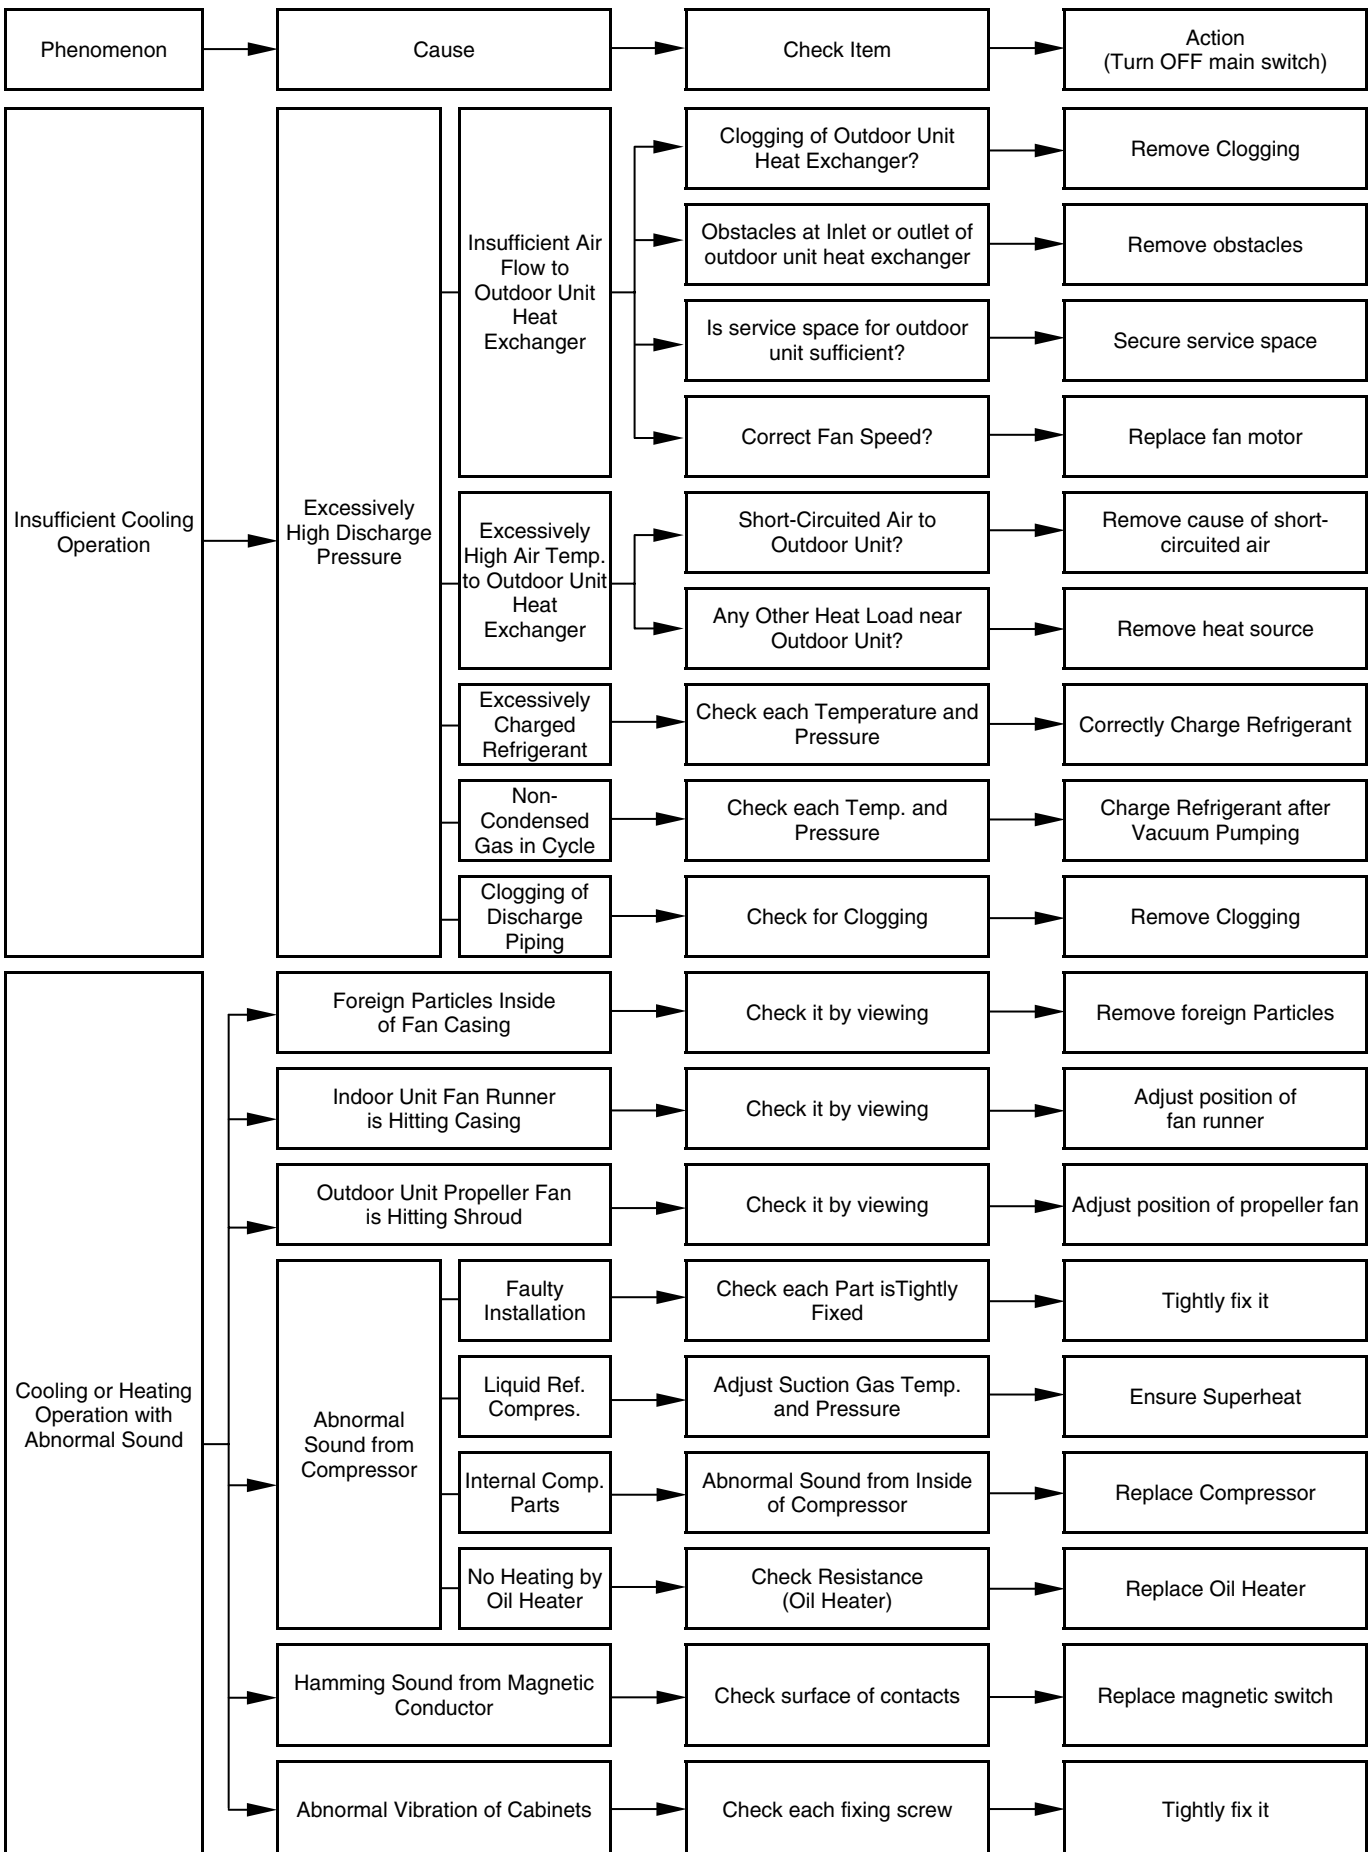 Phenomenon
Cause
Check Item
Action
(Turn OFF main switch)
Insufficient Cooling
Operation
Excessively
High Discharge
Pressure
Insufficient Air
Flow to
Outdoor Unit
Heat
Exchanger
Clogging of Outdoor Unit
Heat Exchanger?
Remove Clogging
Obstacles at Inlet or outlet of
outdoor unit heat exchanger
Remove obstacles
Is service space for outdoor
unit sufficient?
Secure service space
Correct Fan Speed?
Replace fan motor
Excessively
High Air Temp.
to Outdoor Unit
Heat
Exchanger
Short-Circuited Air to
Outdoor Unit?
Remove cause of short-
circuited air
Any Other Heat Load near
Outdoor Unit?
Remove heat source
Excessively
Charged
Refrigerant
Check each Temperature and
Pressure
Correctly Charge Refrigerant
Non-
Condensed
Gas in Cycle
Check each Temp. and
Pressure
Charge Refrigerant after
Vacuum Pumping
Clogging of
Discharge
Piping
Check for Clogging
Remove Clogging
Cooling or Heating
Operation with
Abnormal Sound
Foreign Particles Inside
of Fan Casing
Check it by viewing
Remove foreign Particles
Indoor Unit Fan Runner
is Hitting Casing
Check it by viewing
Adjust position of
fan runner
Outdoor Unit Propeller Fan
is Hitting Shroud
Check it by viewing
Adjust position of propeller fan
Abnormal
Sound from
Compressor
Faulty
Installation
Check each Part isTightly
Fixed
Tightly fix it
Liquid Ref.
Compres.
Adjust Suction Gas Temp.
and Pressure
Ensure Superheat
Internal Comp.
Parts
Abnormal Sound from Inside
of Compressor
Replace Compressor
No Heating by
Oil Heater
Check Resistance
(Oil Heater)
Replace Oil Heater
Hamming Sound from Magnetic
Conductor
Check surface of contacts
Replace magnetic switch
Abnormal Vibration of Cabinets
Check each fixing screw
Tightly fix it